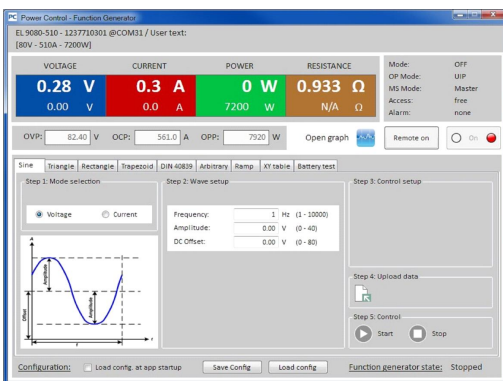 PC Power Control - Function Generator
EL 9080-510 - 1237710301 @COM31 / User text:
[80V - 510A - 7200W]
VOLTAGE CURRENT POWER RESISTANCE
0.28 V 0.3 A 0 W 0.933 Ω
0.00 V 0.0 A 7200 W N/A Ω
Mode: OFF
OP Mode: UIP
MS Mode: Master
Access: free
Alarm: none
OVP: 82.40 V OCP: 561.0 A OPP: 7920 W Open graph Remote on On
Sine Triangle Rectangle Trapezoid DIN 40839 Arbitrary Ramp XY table Battery test
Step 1: Mode selection
Voltage Current
A
Amplitude
Amplitude
Offset
t
f
Step 2: Wave setup
Frequency: 1 Hz (1 - 10000)
Amplitude: 0.00 V (0 - 40)
DC Offset: 0.00 V (0 - 80)
Step 3: Control setup
Step 4: Upload data
Step 5: Control
Start Stop
Configuration: Load config. at app startup Save Config Load config Function generator state: Stopped